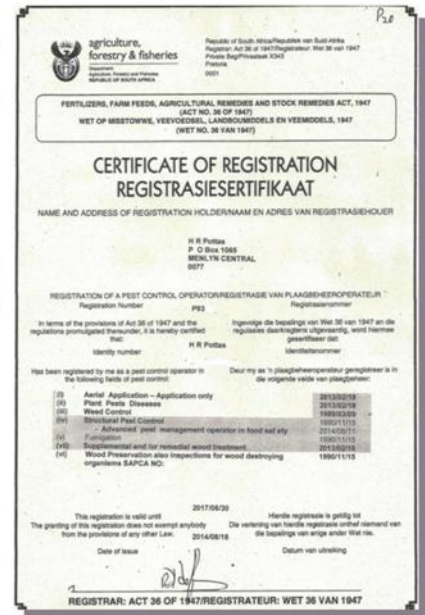 P20
agriculture,
forestry & fisheries
Department:
Agriculture, Forestry and Fisheries
REPUBLIC OF SOUTH AFRICA
Republic of South Africa/Republiek van Suid-Afrika
Registrar: Act 36 of 1947/Registrateur: Wet 36 van 1947
Private Bag/Privaatsak X343
Pretoria
0001
FERTILIZERS, FARM FEEDS, AGRICULTURAL REMEDIES AND STOCK REMEDIES ACT, 1947
(ACT NO. 36 OF 1947)
WET OP MISSTOWWE, VEEVOEDSEL, LANDBOUMIDDELS EN VEEMIDDELS, 1947
(WET NO. 36 VAN 1947)
CERTIFICATE OF REGISTRATION
REGISTRASIESERTIFIKAAT
NAME AND ADDRESS OF REGISTRATION HOLDER/NAAM EN ADRES VAN REGISTRASIEHOUER
H R Pottas
P O Box 1065
MENLYN CENTRAL
0077
REGISTRATION OF A PEST CONTROL OPERATOR/REGISTRASIE VAN PLAAGBEHEEROPERATEUR
Registration Number P93 Registrasienommer
In terms of the provisions of Act 36 of 1947 and the
regulations promulgated thereunder, it is hereby certified
that:
Ingevolge die bepalings van Wet 36 van 1947 en die
regulasies daarkragtens uitgevaardig, word hiermee
gesertifiseer dat:
H R Pottas
Identity number Identiteitsnommer
Has been registered by me as a pest control operator in
the following fields of pest control:
Deur my as 'n plaagbeheeroperateur geregistreer is in
die volgende velde van plaagbeheer:
(i) Aerial Application – Application only 2013/02/18
(ii) Plant Pests Diseases 2013/02/18
(iii) Weed Control 1989/03/09
(iv) Structural Pest Control 1990/11/15
- Advanced pest management operator in food saf ety 2014/08/11
(v) Fumigation 1990/11/15
(vii) Supplemental and /or remedial wood treatment 2013/02/18
(vi) Wood Preservation also Inspections for wood destroying 1990/11/15
organisms SAPCA NO:
2017/06/30
This registration is valid until Hierdie registrasie is geldig tot
The granting of this registration does not exempt anybody
from the provisions of any other Law.
Die verlening van hierdie registrasie onthef niemand van
die bepalings van enige ander Wet nie.
2014/08/18
Date of issue Datum van uitreiking
REGISTRAR: ACT 36 OF 1947/REGISTRATEUR: WET 36 VAN 1947